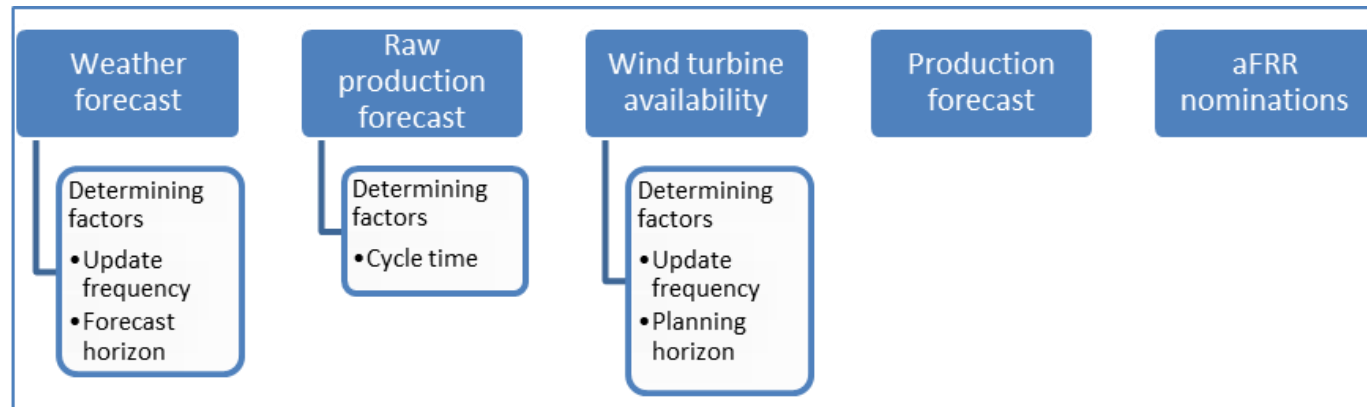 Weather
forecast
Raw
production
forecast
Wind turbine
availability
Production
forecast
aFRR
nominations
Determining
factors
•Update
frequency
•Forecast
horizon
Determining
factors
•Cycle time
Determining
factors
•Update
frequency
•Planning
horizon